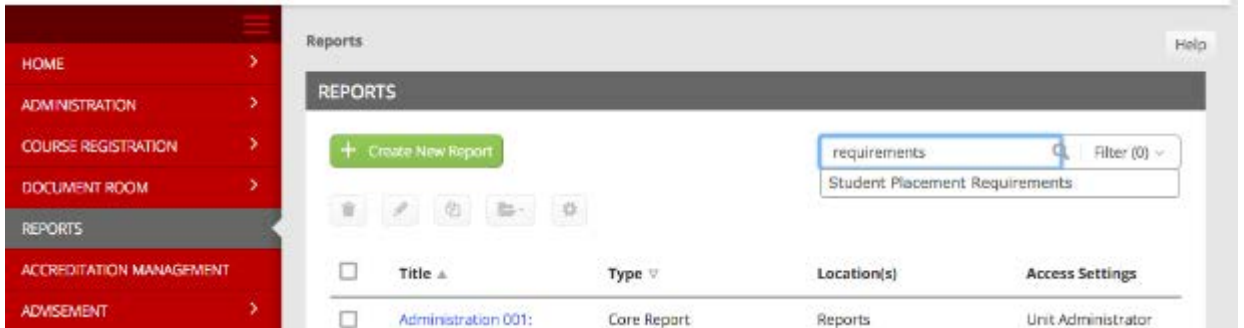 Reports
Help
HOME
ADMINISTRATION
COURSE REGISTRATION
DOCUMENT ROOM
REPORTS
ACCREDITATION MANAGEMENT
ADVISEMENT
REPORTS
+ Create New Report
requirements
Filter (0)
Student Placement Requirements
Title
Type
Location(s)
Access Settings
Administration 001:
Core Report
Reports
Unit Administrator